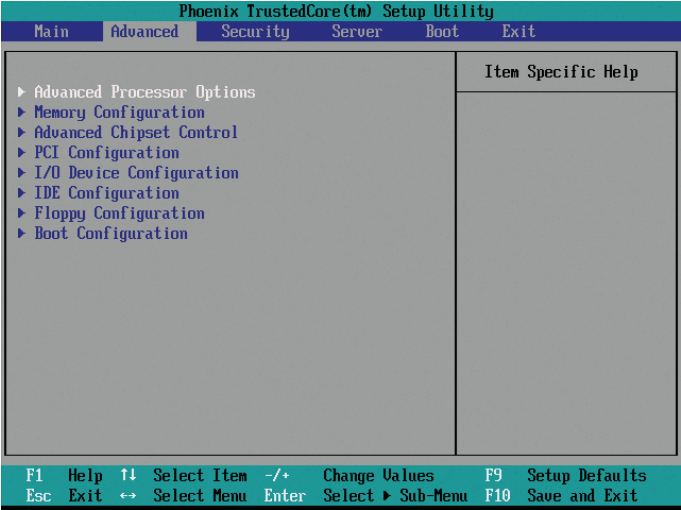 Phoenix TrustedCore(tm) Setup Utility
Main Advanced Security Server Boot Exit
Item Specific Help
▶ Advanced Processor Options
▶ Memory Configuration
▶ Advanced Chipset Control
▶ PCI Configuration
▶ I/O Device Configuration
▶ IDE Configuration
▶ Floppy Configuration
▶ Boot Configuration
F1 Help ↑↓ Select Item -/+ Change Values F9 Setup Defaults
Esc Exit ↔ Select Menu Enter Select ▶ Sub-Menu F10 Save and Exit